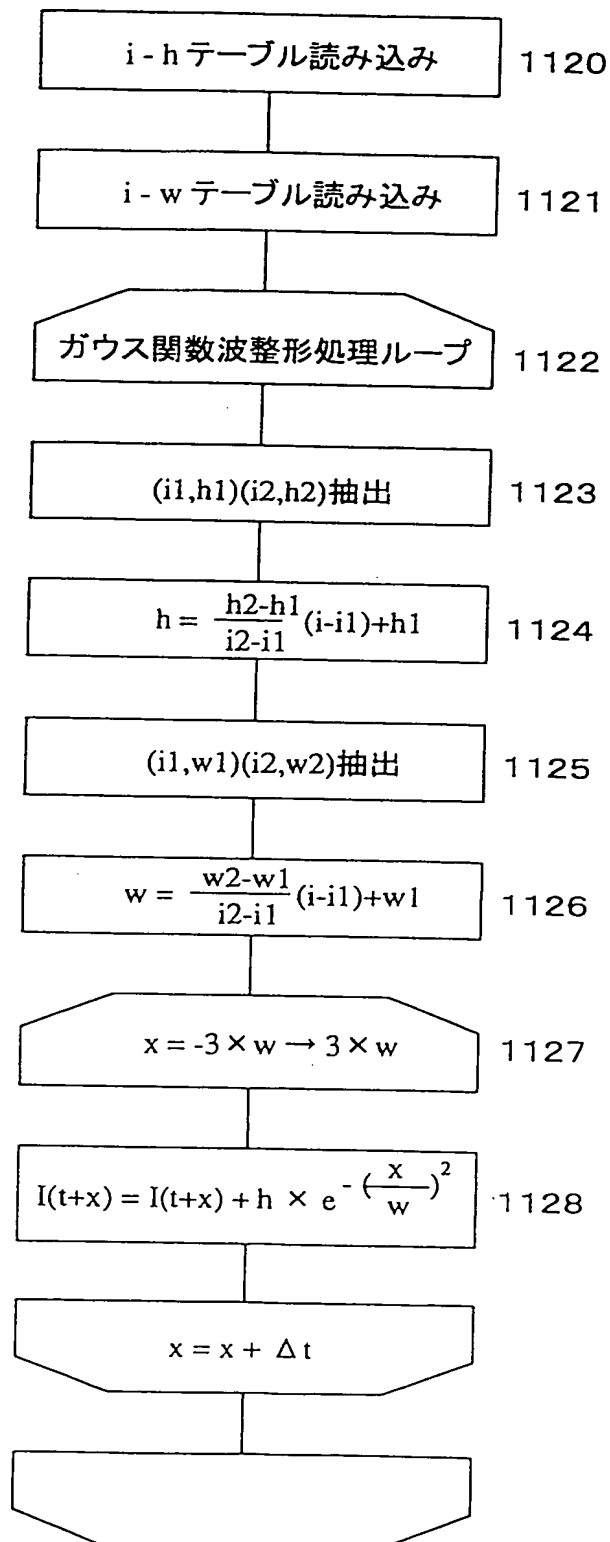 i - h テーブル読み込み 1120
i - w テーブル読み込み 1121
ガウス関数波整形処理ループ 1122
(i1,h1)(i2,h2)抽出 1123
h = \frac{h2-h1}{i2-i1}(i-i1)+h1 1124
(i1,w1)(i2,w2)抽出 1125
w = \frac{w2-w1}{i2-i1}(i-i1)+w1 1126
x = -3 × w → 3 × w 1127
I(t+x) = I(t+x) + h × e^{-(\frac{x}{w})^2} 1128
x = x + Δt